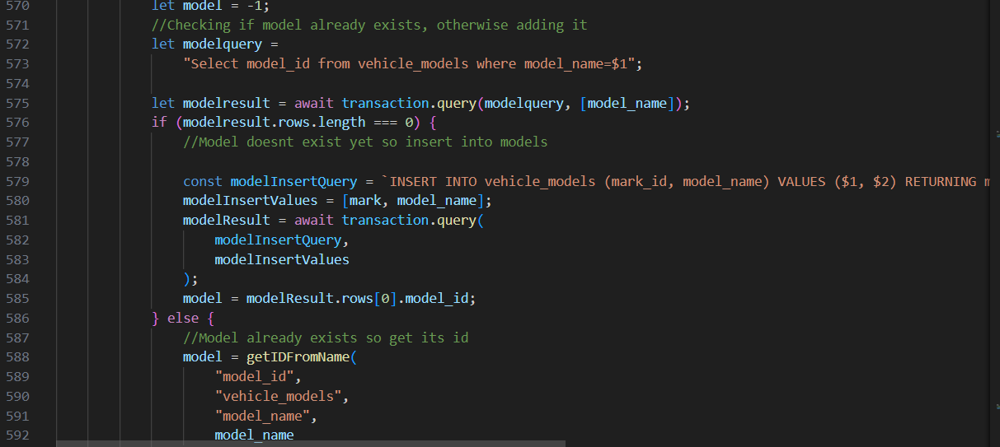 570 let model = -1;
571 //Checking if model already exists, otherwise adding it
572 let modelquery =
573 "Select model_id from vehicle_models where model_name=$1";
574
575 let modelresult = await transaction.query(modelquery, [model_name]);
576 if (modelresult.rows.length === 0) {
577 //Model doesnt exist yet so insert into models
578
579 const modelInsertQuery = `INSERT INTO vehicle_models (mark_id, model_name) VALUES ($1, $2) RETURNING m
580 modelInsertValues = [mark, model_name];
581 modelResult = await transaction.query(
582 modelInsertQuery,
583 modelInsertValues
584 );
585 model = modelResult.rows[0].model_id;
586 } else {
587 //Model already exists so get its id
588 model = getIDFromName(
589 "model_id",
590 "vehicle_models",
591 "model_name",
592 model_name